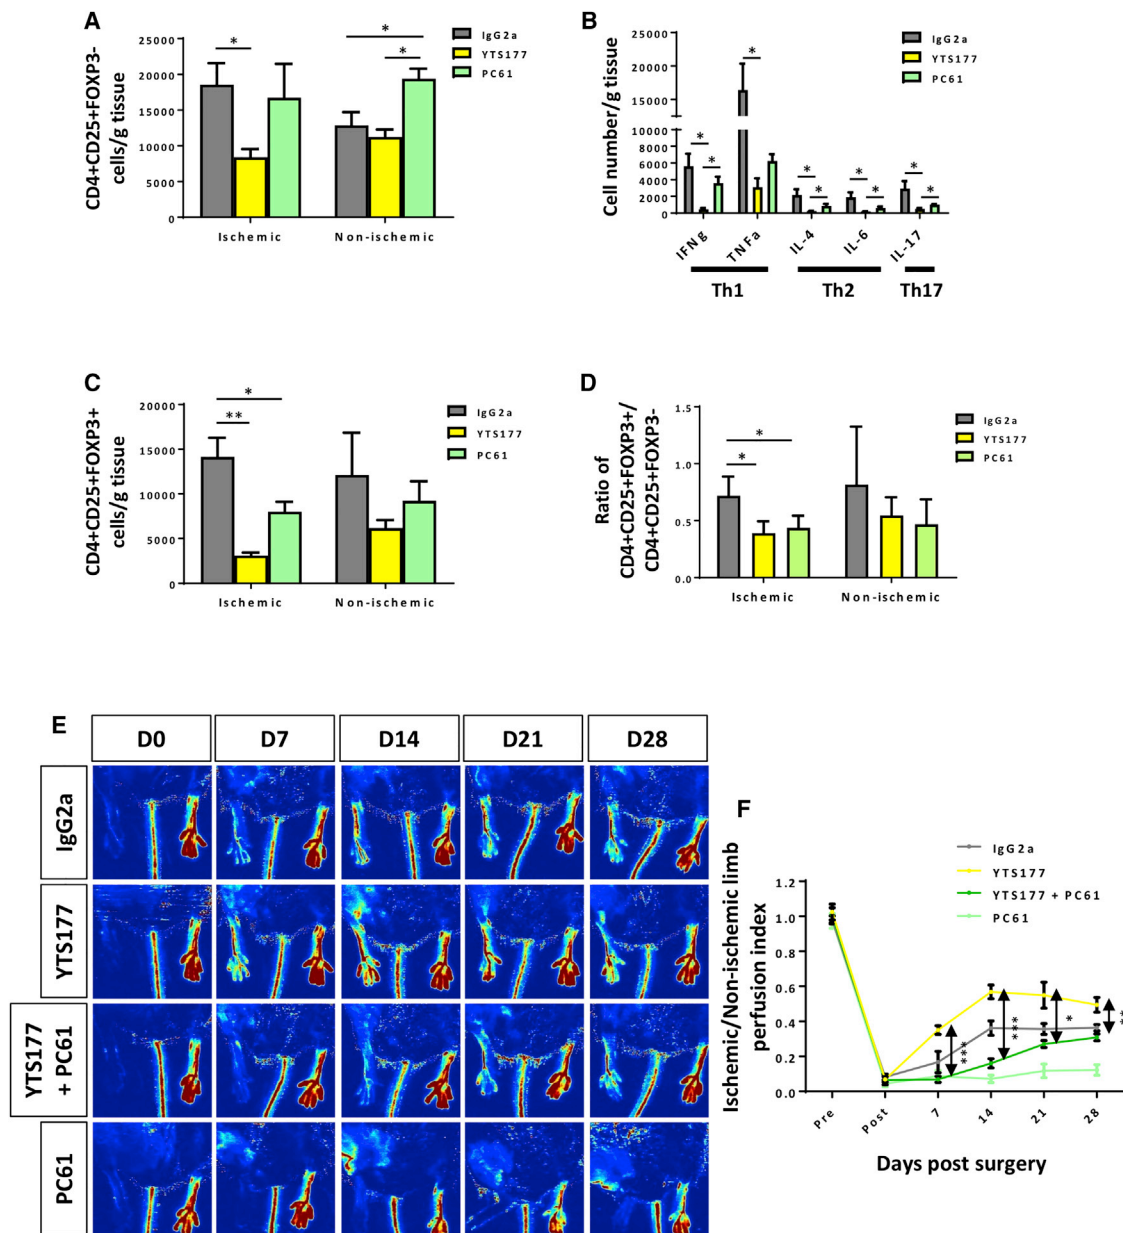 A
CD4+CD25+FOXP3-
cells/g tissue
25000
20000
15000
10000
5000
0
*
*
*
IgG2a
YTS177
PC61
Ischemic
Non-ischemic
B
Cell number/g tissue
20000
15000
10000
8000
6000
4000
2000
0
*
*
*
*
*
*
*
*
*
IgG2a
YTS177
PC61
IFNg
TNFa
IL-4
IL-6
IL-17
Th1
Th2
Th17
C
CD4+CD25+FOXP3+
cells/g tissue
20000
15000
10000
5000
0
*
**
IgG2a
YTS177
PC61
Ischemic
Non-ischemic
D
Ratio of
CD4+CD25+FOXP3+/
CD4+CD25+FOXP3-
1.5
1.0
0.5
0.0
*
*
IgG2a
YTS177
PC61
Ischemic
Non-ischemic
E
D0
D7
D14
D21
D28
IgG2a
YTS177
YTS177
+ PC61
PC61
F
Ischemic/Non-ischemic limb
perfusion index
IgG2a
YTS177
YTS177 + PC61
PC61
1.2
1.0
0.8
0.6
0.4
0.2
0.0
***
***
*
**
Pre
Post
7
14
21
28
Days post surgery